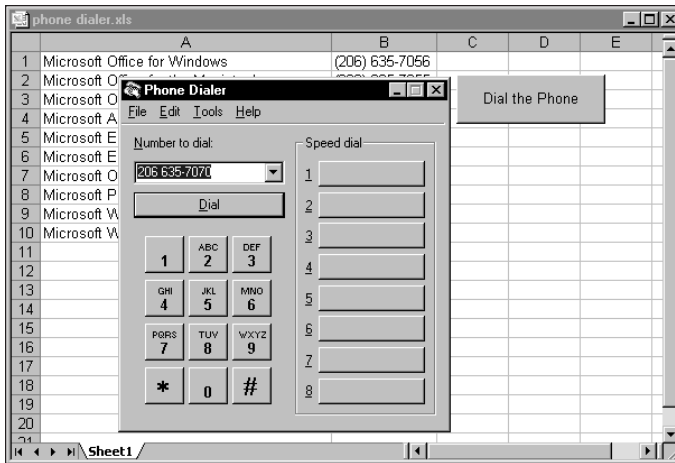 phone dialer.xls
A B C D E
1 Microsoft Office for Windows (206) 635-7056
2 Microsoft
3 Microsoft O
4 Microsoft A
5 Microsoft E
6 Microsoft E
7 Microsoft O
8 Microsoft P
9 Microsoft W
10 Microsoft W
11
12
13
14
15
16
17
18
19
20
21
Dial the Phone
Phone Dialer
File Edit Tools Help
Number to dial:
206 635-7070
Dial
1 ABC 2 DEF 3
GHI 4 JKL 5 MNO 6
PQRS 7 TUV 8 WXYZ 9
* 0 #
Speed dial
1
2
3
4
5
6
7
8
Sheet1